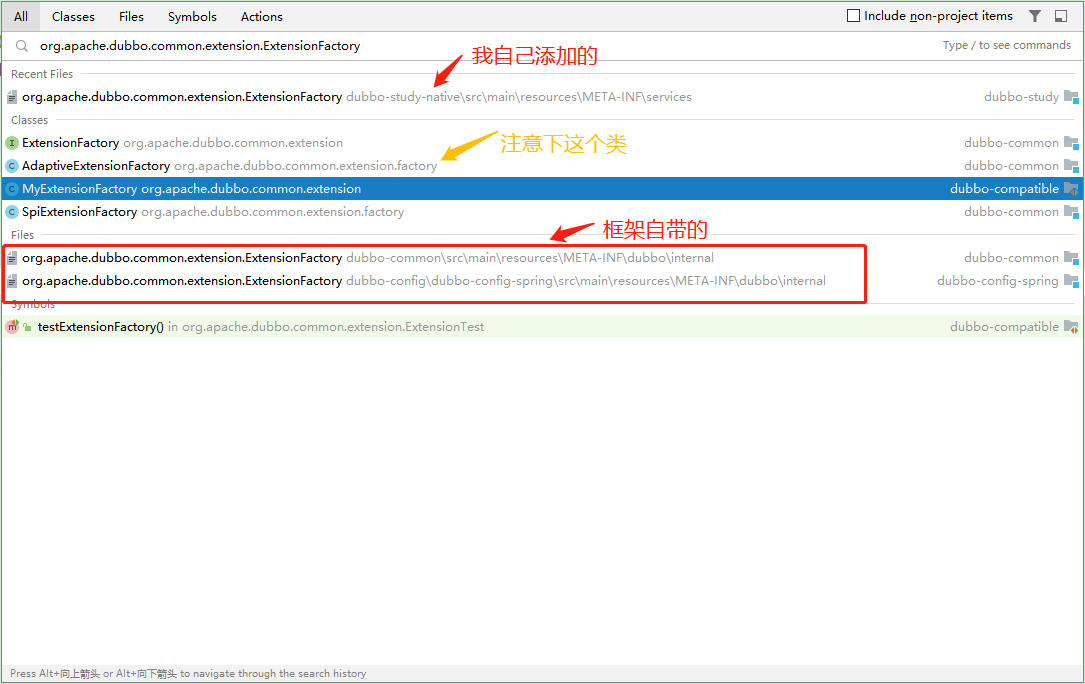 All Classes Files Symbols Actions Include non-project items
org.apache.dubbo.common.extension.ExtensionFactory Type / to see commands
我自己添加的
Recent Files
org.apache.dubbo.common.extension.ExtensionFactory dubbo-study-native\src\main\resources\META-INF\services dubbo-study
Classes
ExtensionFactory org.apache.dubbo.common.extension dubbo-common
注意下这个类
AdaptiveExtensionFactory org.apache.dubbo.common.extension.factory dubbo-common
MyExtensionFactory org.apache.dubbo.common.extension dubbo-compatible
SpiExtensionFactory org.apache.dubbo.common.extension.factory dubbo-common
框架自带的
Files
org.apache.dubbo.common.extension.ExtensionFactory dubbo-common\src\main\resources\META-INF\dubbo\internal dubbo-common
org.apache.dubbo.common.extension.ExtensionFactory dubbo-config\dubbo-config-spring\src\main\resources\META-INF\dubbo\internal dubbo-config-spring
Symbols
testExtensionFactory() in org.apache.dubbo.common.extension.ExtensionTest dubbo-compatible
Press Alt+向上箭头 or Alt+向下箭头 to navigate through the search history